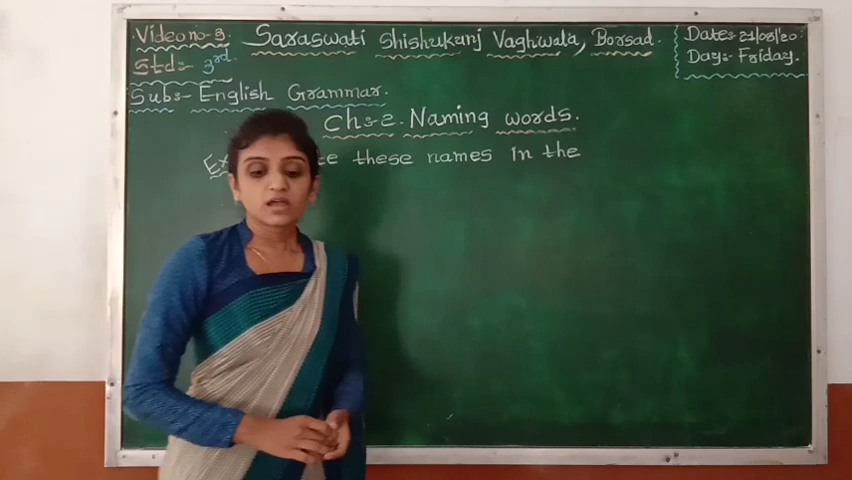 Video no-3. Saraswati Shishukunj Vaghwala, Borsad. Date:-21/08/'20
Std:- 3rd. Day:- Friday.
Sub:- English Grammar.
Ch:-2. Naming words.
these names in the